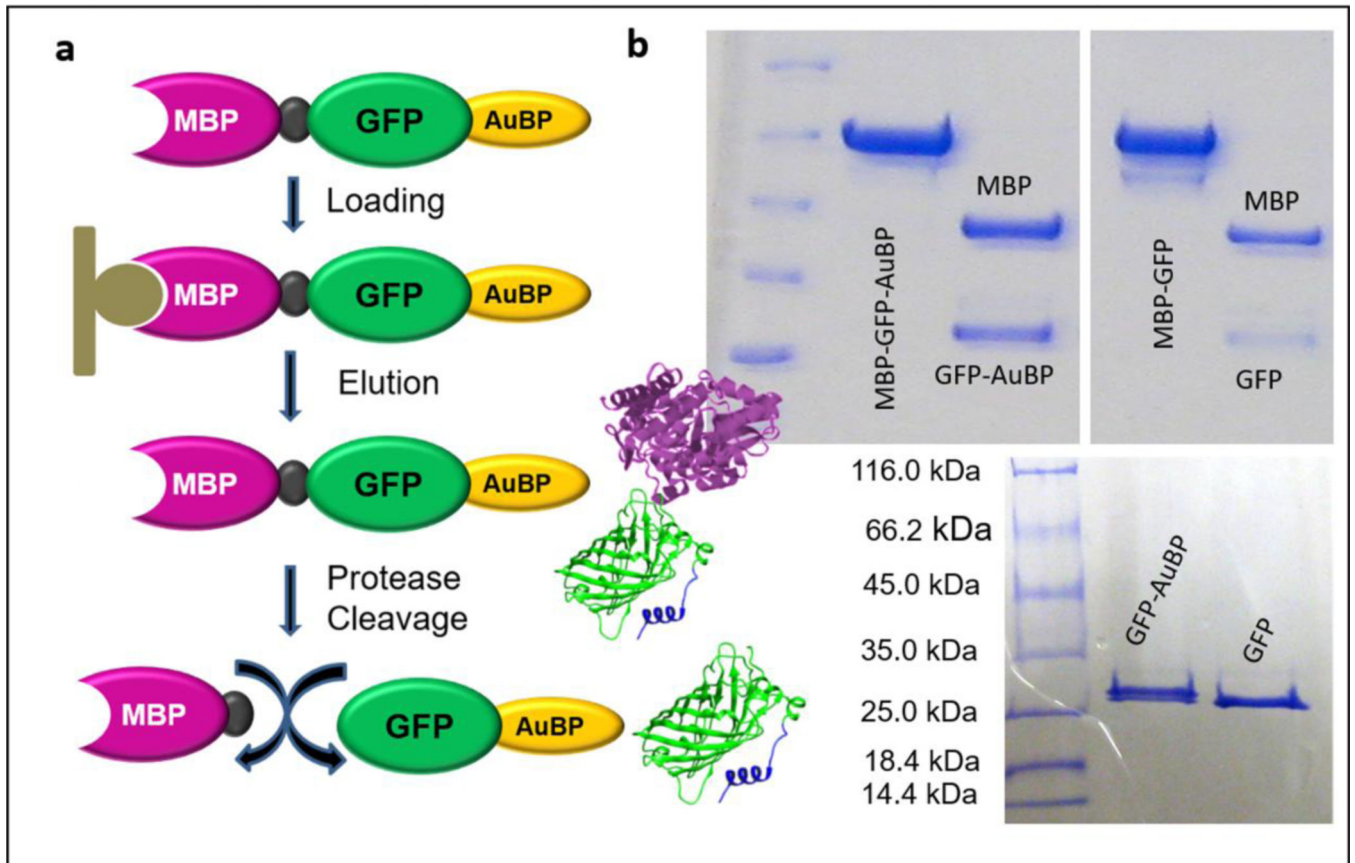 a
MBP GFP AuBP
Loading
MBP GFP AuBP
Elution
MBP GFP AuBP
Protease
Cleavage
MBP GFP AuBP
b
MBP-GFP-AuBP
MBP
GFP-AuBP
MBP-GFP
MBP
GFP
116.0 kDa
66.2 kDa
45.0 kDa
35.0 kDa
25.0 kDa
18.4 kDa
14.4 kDa
GFP-AuBP
GFP